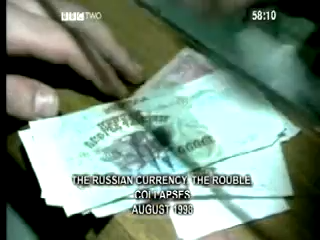 BBC TWO
58:10
THE RUSSIAN CURRENCY, THE ROUBLE,
COLLAPSES
AUGUST 1998